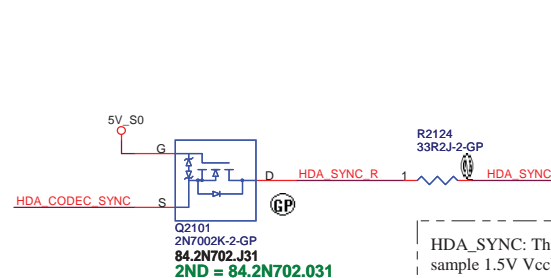 5V_S0
R2124
33R2J-2-GP
G
D
HDA_SYNC_R
1
HDA_SYNC
HDA_CODEC_SYNC
S
GP
Q2101
2N7002K-2-GP
84.2N702.J31
2ND = 84.2N702.031
HDA_SYNC: Th
sample 1.5V Vcc